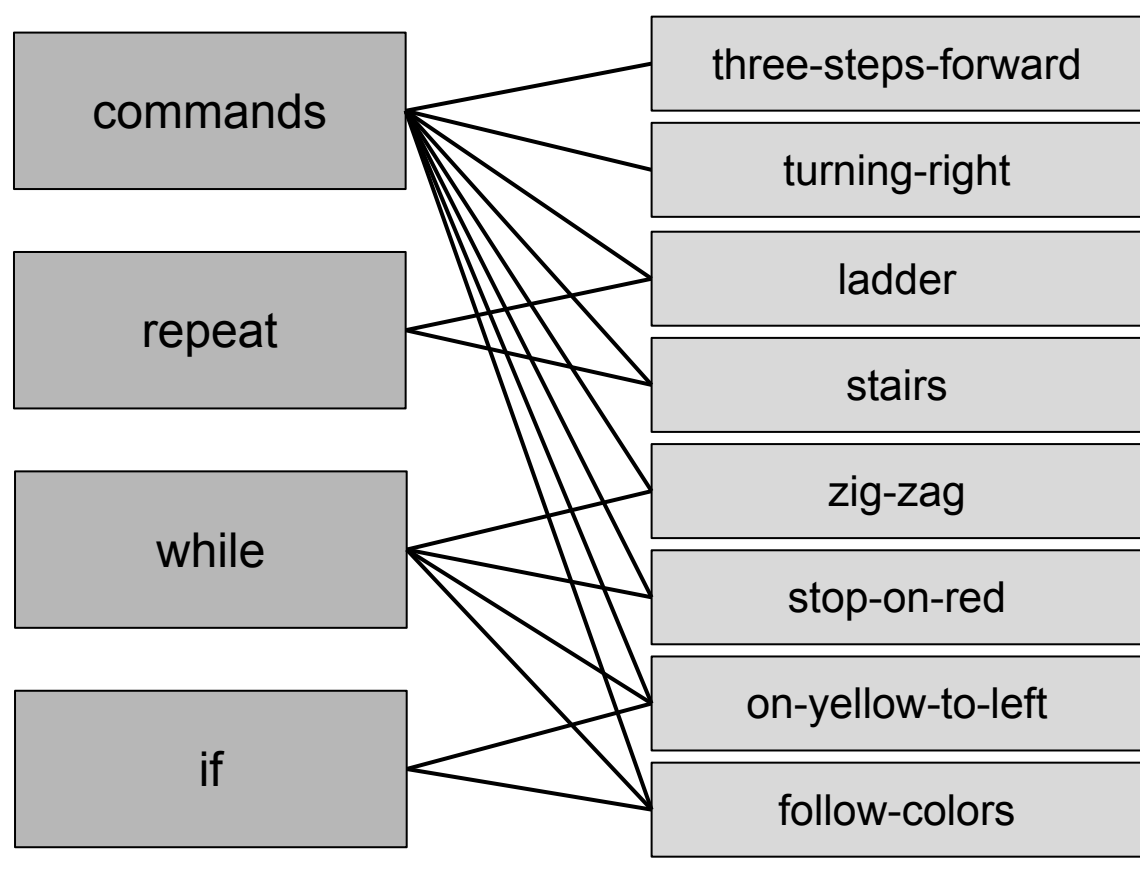 commands
repeat
while
if
three-steps-forward
turning-right
ladder
stairs
zig-zag
stop-on-red
on-yellow-to-left
follow-colors